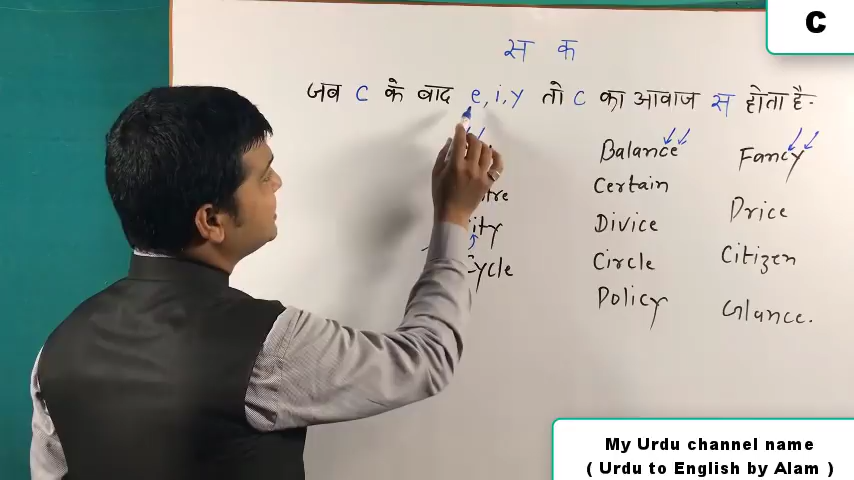 C
स क
जब C के बाद e, i, y तो C का आवाज स होता है-
Balance
Fancy
Certain
Price
Divice
Citizen
Cycle
Circle
Policy
Glance.
My Urdu channel name
( Urdu to English by Alam )